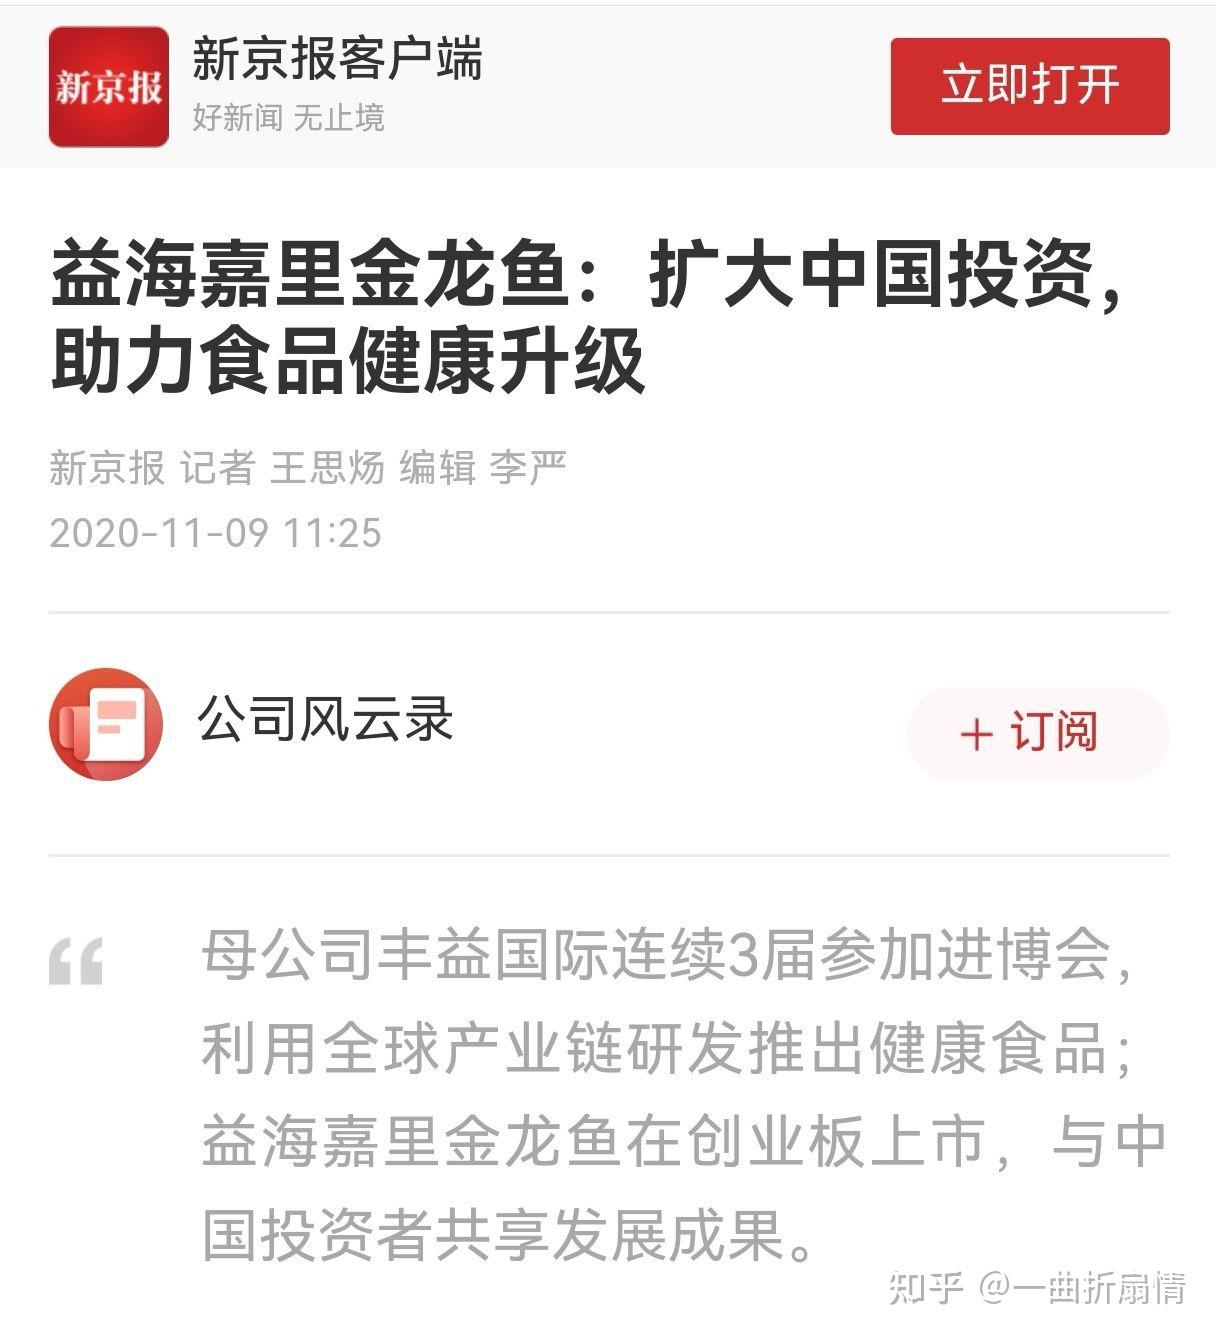 新京报
新京报客户端
好新闻 无止境
立即打开
益海嘉里金龙鱼：扩大中国投资，
助力食品健康升级
新京报 记者 王思炀 编辑 李严
2020-11-09 11:25
公司风云录
+ 订阅
母公司丰益国际连续3届参加进博会，
利用全球产业链研发推出健康食品；
益海嘉里金龙鱼在创业板上市，与中
国投资者共享发展成果。
知乎 @一曲折扇情